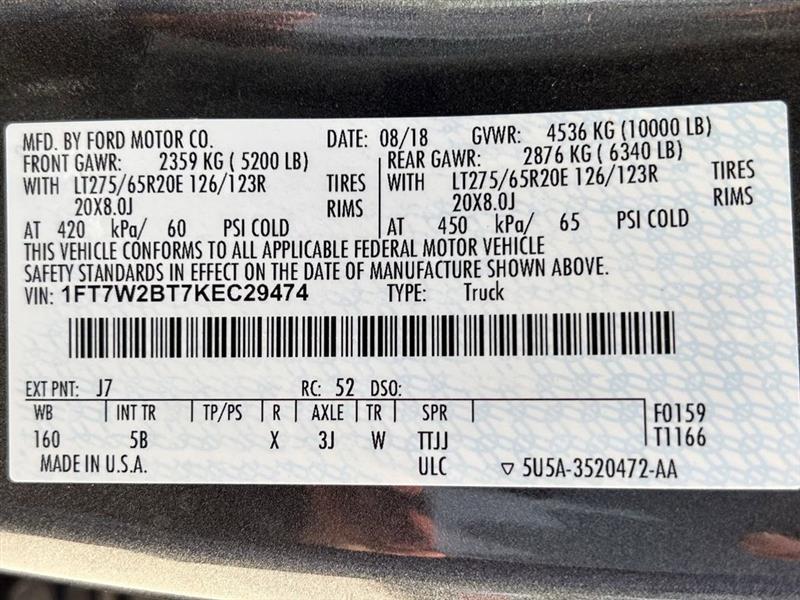 MFD. BY FORD MOTOR CO. DATE: 08/18 GVWR: 4536 KG (10000 LB)
FRONT GAWR: 2359 KG ( 5200 LB) REAR GAWR: 2876 KG ( 6340 LB)
WITH LT275/65R20E 126/123R TIRES WITH LT275/65R20E 126/123R TIRES
20X8.0J RIMS 20X8.0J RIMS
AT 420 kPa/ 60 PSI COLD AT 450 kPa/ 65 PSI COLD
THIS VEHICLE CONFORMS TO ALL APPLICABLE FEDERAL MOTOR VEHICLE
SAFETY STANDARDS IN EFFECT ON THE DATE OF MANUFACTURE SHOWN ABOVE.
VIN: 1FT7W2BT7KEC29474 TYPE: Truck
EXT PNT: J7 RC: 52 DSO:
WB INT TR TP/PS R AXLE TR SPR F0159
160 5B X 3J W TTJJ T1166
MADE IN U.S.A. ULC ▽ 5U5A-3520472-AA